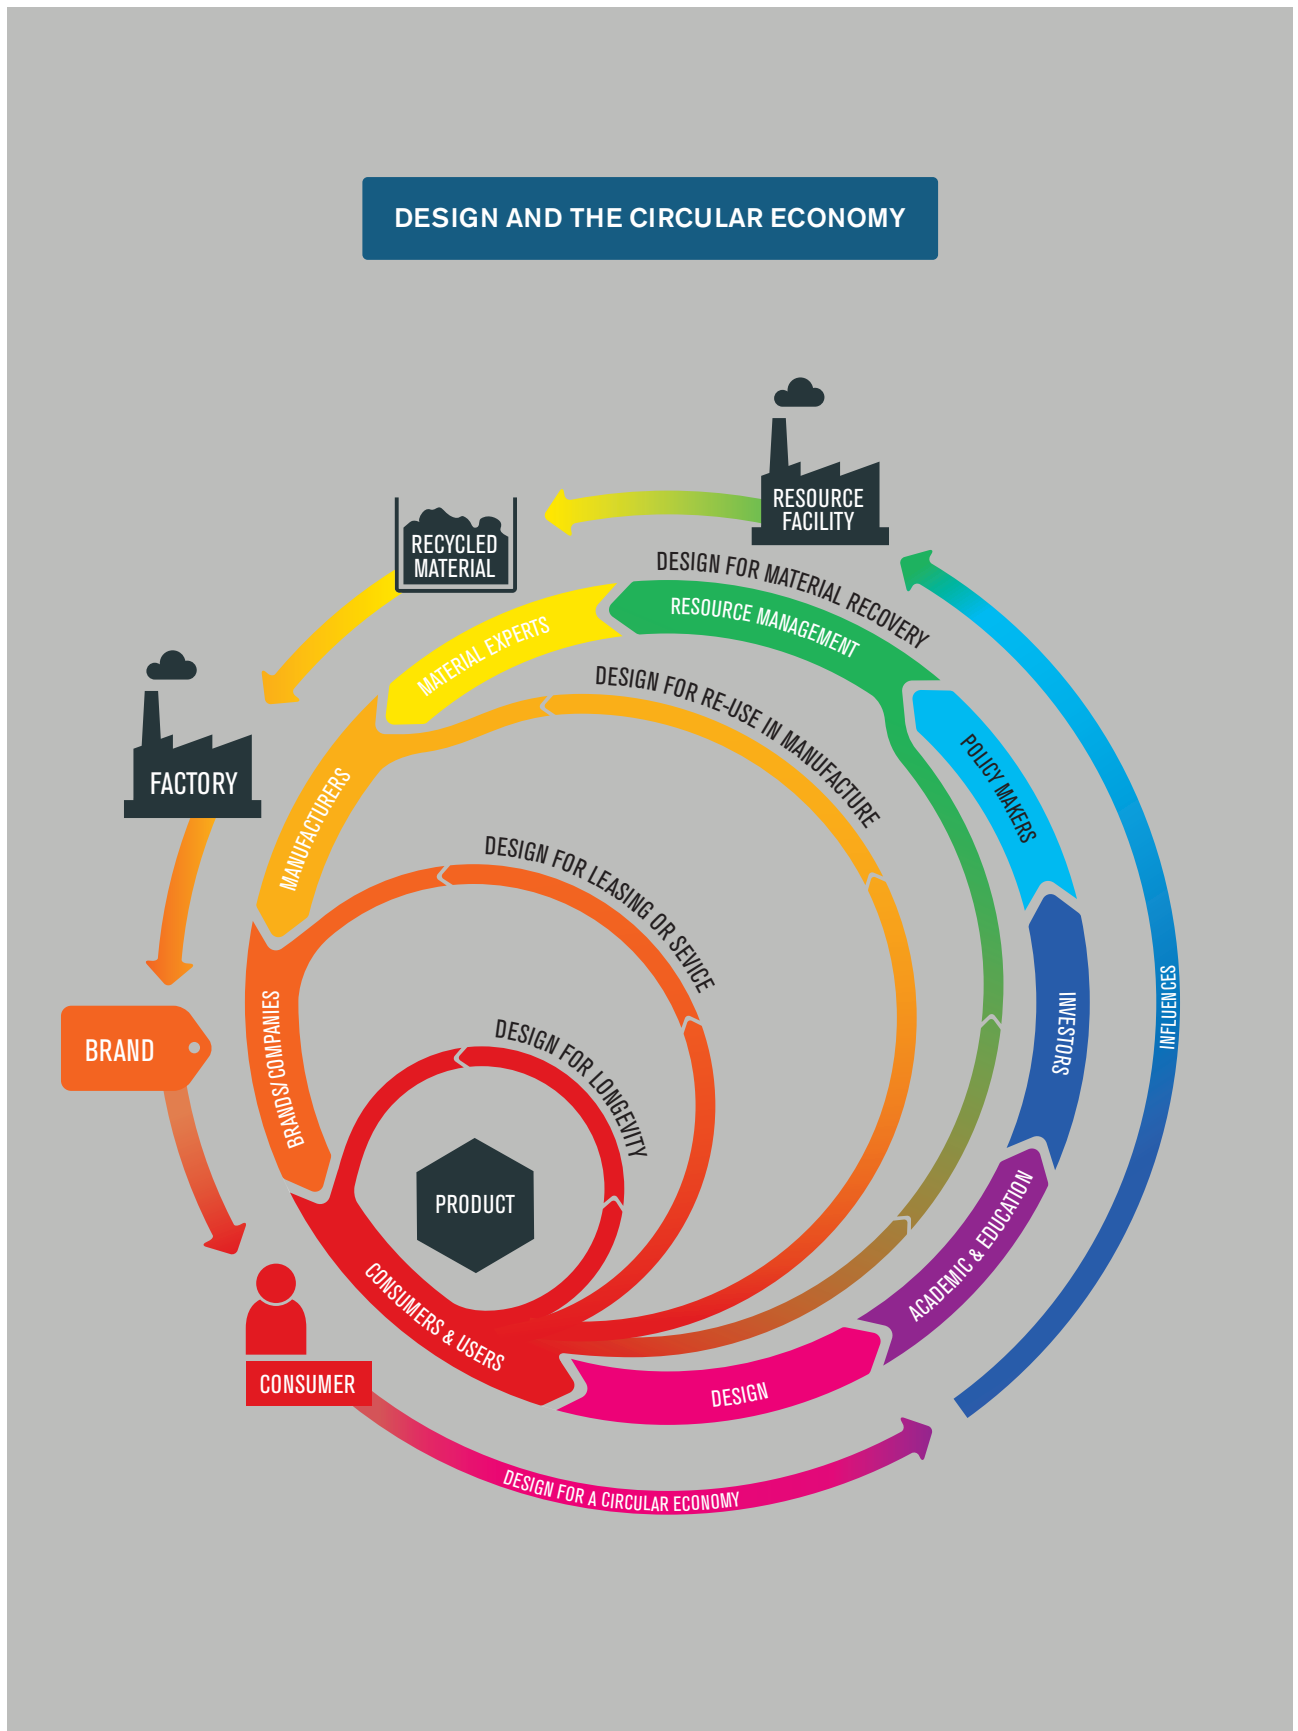 DESIGN AND THE CIRCULAR ECONOMY
RESOURCE
FACILITY
RECYCLED
MATERIAL
DESIGN FOR MATERIAL RECOVERY
RESOURCE MANAGEMENT
MATERIAL EXPERTS
DESIGN FOR RE-USE IN MANUFACTURE
POLICY MAKERS
FACTORY
MANUFACTURERS
DESIGN FOR LEASING OR SEVICE
INFLUENCES
INVESTORS
BRAND
BRANDS/COMPANIES
DESIGN FOR LONGEVITY
PRODUCT
ACADEMIC & EDUCATION
CONSUMERS & USERS
CONSUMER
DESIGN
DESIGN FOR A CIRCULAR ECONOMY